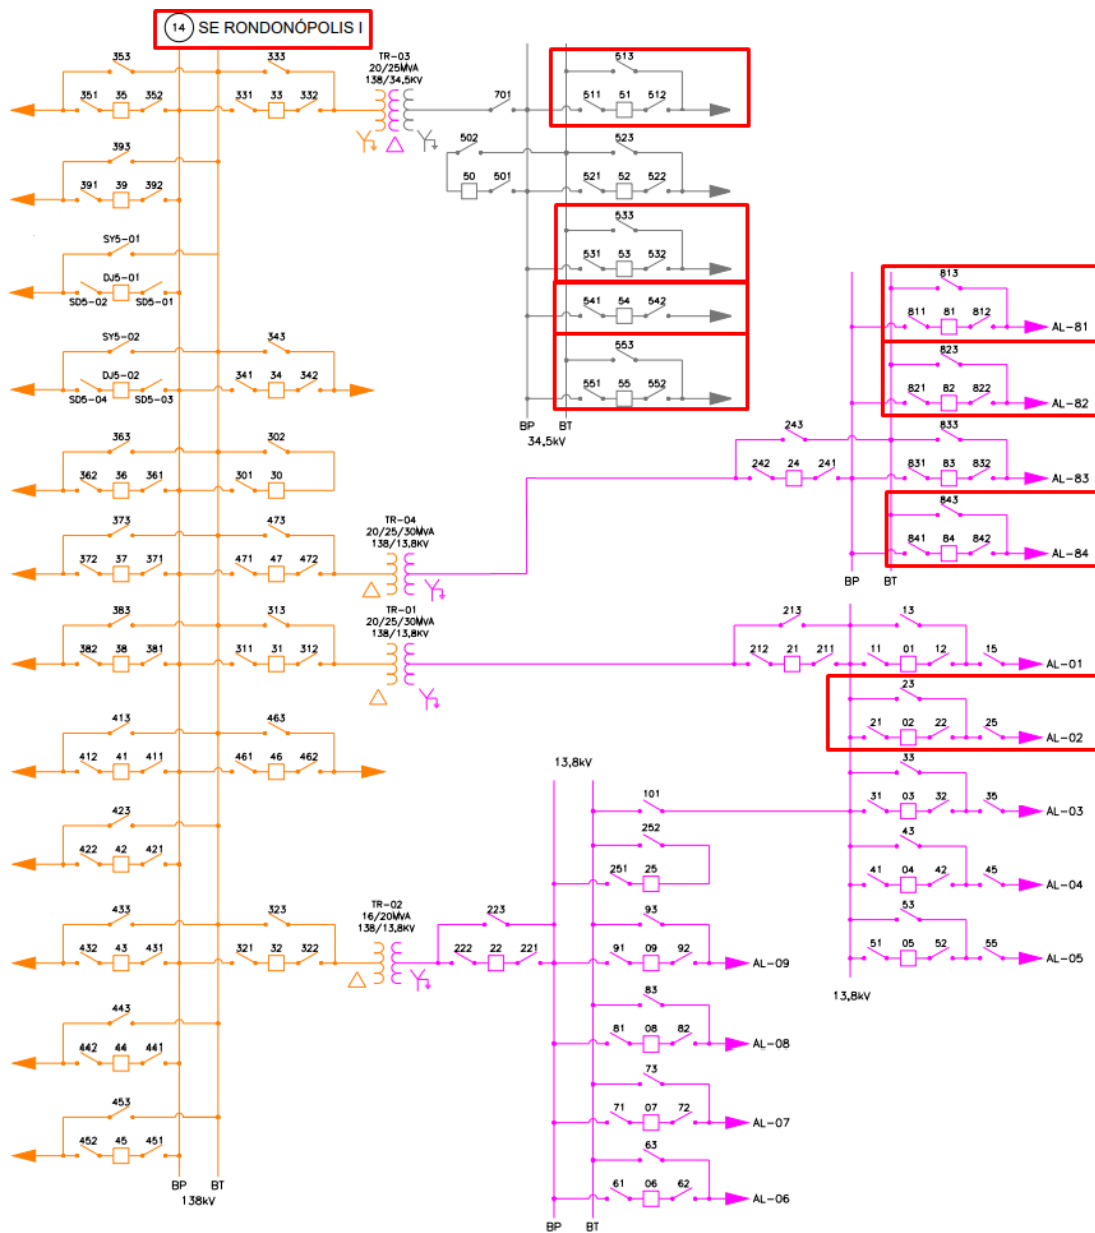 14 SE RONDONÓPOLIS I
353 333 TR-03
20/25MVA
138/34,5KV
513
351 35 352 331 33 332 701 511 51 512
502 523
393
50 501 521 52 522
391 39 392
533
SY5-01
531 53 532
DJ5-01
SD5-02 SD5-01
813
541 54 542
811 81 812 AL-81
SY5-02 343
553
823
DJ5-02 341 34 342
SD5-04 SD5-03
551 55 552
821 82 822 AL-82
BP BT
34,5kV
363 302
243 833
362 36 361 301 30
242 24 241 831 83 832 AL-83
373 473 TR-04
20/25/30MVA
138/13,8KV
843
372 37 371 471 47 472
841 84 842 AL-84
BP BT
383 313 TR-01
20/25/30MVA
138/13,8KV
213 13
382 38 381 311 31 312
212 21 211 11 01 12 15 AL-01
23
413 463
21 02 22 25 AL-02
412 41 411 461 46 462
13,8kV
33
101
31 03 32 35 AL-03
423
252
43
422 42 421
251 25
41 04 42 45 AL-04
433 323 TR-02
16/20MVA
138/13,8KV
223 93
53
432 43 431 321 32 322
222 22 221 91 09 92 AL-09
51 05 52 55 AL-05
13,8kV
443
83
442 44 441
81 08 82 AL-08
453
73
452 45 451
71 07 72 AL-07
63
BP BT
138kV
61 06 62 AL-06
BP BT